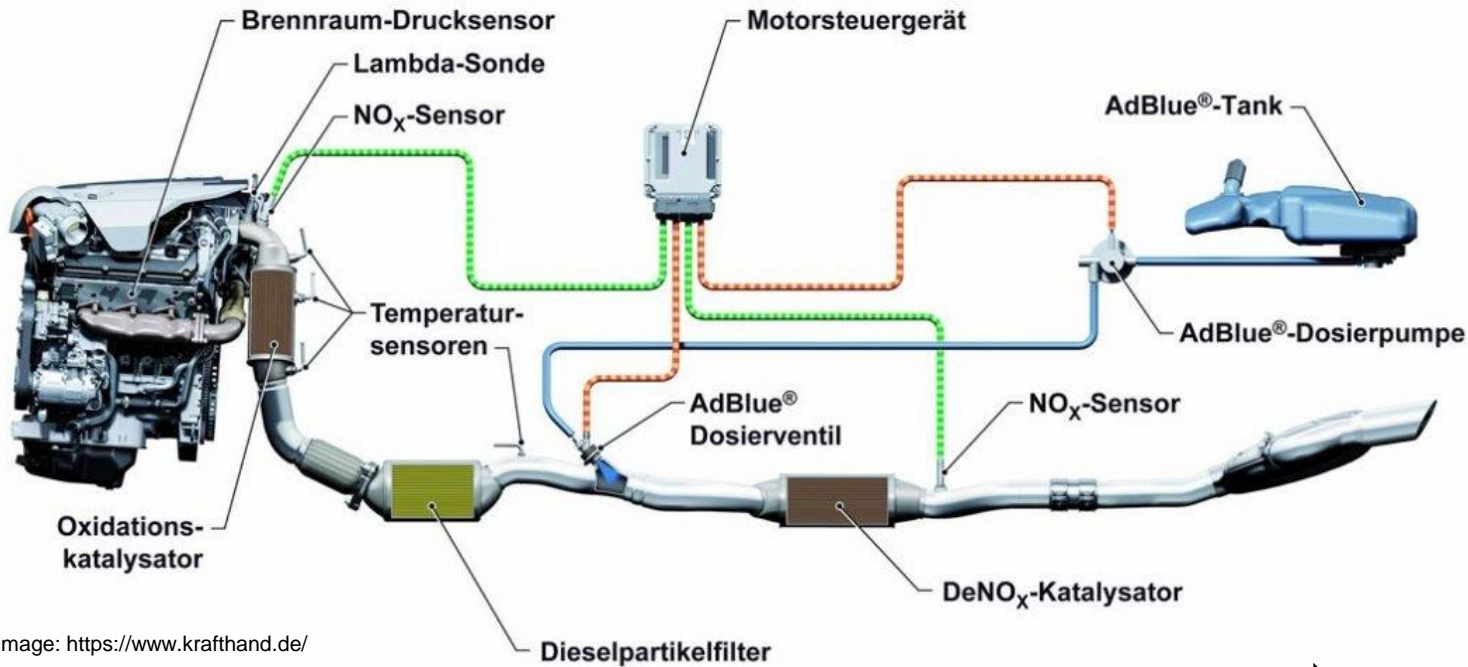 Brennraum-Drucksensor
Motorsteuergerät
Lambda-Sonde
NOX-Sensor
AdBlue®-Tank
Temperatur-
sensoren
AdBlue®-Dosierpumpe
AdBlue®
Dosierventil
NOX-Sensor
Oxidations-
katalysator
DeNOX-Katalysator
mage: https://www.krafthand.de/
Dieselpartikelfilter